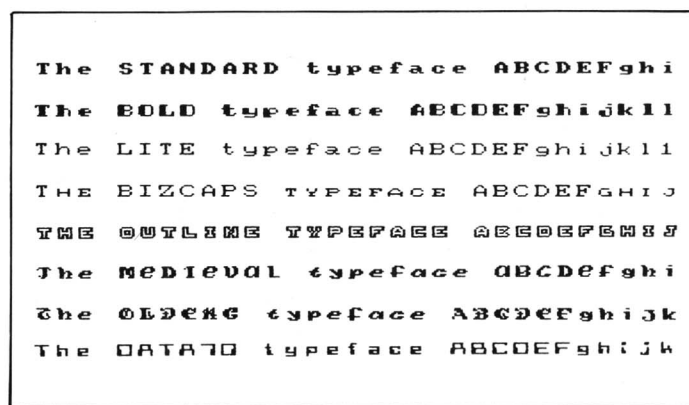 The STANDARD typeface ABCDEFghi
The BOLD typeface ABCDEFghijkll
The LITE typeface ABCDEFghijkll
THE BIZCAPS TYPEFACE ABCDEFGHIJ
THE OUTLINE TYPEFACE ABCDEFGHIJ
The MeDIeVAL typeface aBCDeFghi
The OLDENG typeface ABCDEFghijk
The DATA70 typeface ABCDEFghijk